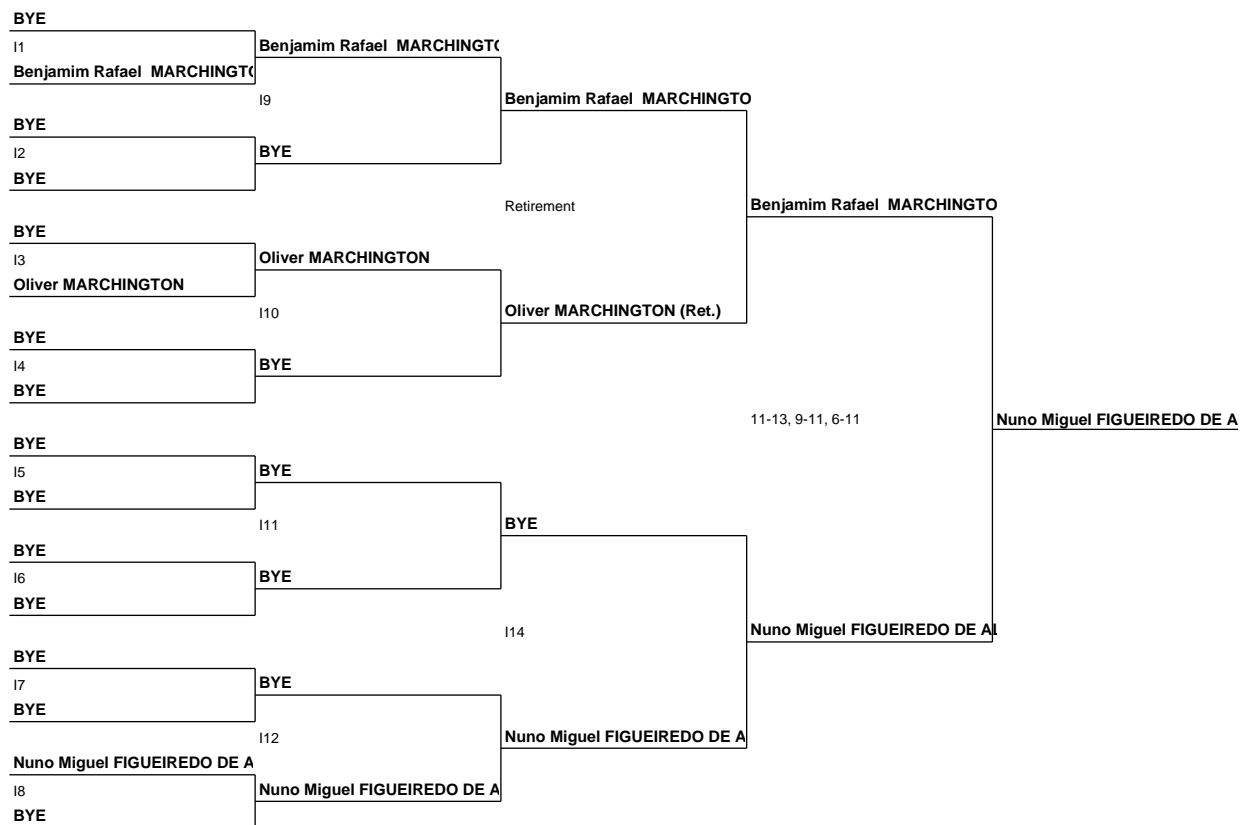 BYE
I1
Benjamim Rafael MARCHINGTO
Benjamim Rafael MARCHINGTO
I9
Benjamim Rafael MARCHINGTO
BYE
I2
BYE
BYE
Retirement
Benjamim Rafael MARCHINGTO
BYE
I3
Oliver MARCHINGTON
Oliver MARCHINGTON
I10
Oliver MARCHINGTON (Ret.)
BYE
I4
BYE
BYE
11-13, 9-11, 6-11
Nuno Miguel FIGUEIREDO DE A
BYE
I5
BYE
BYE
I11
BYE
BYE
I6
BYE
BYE
I14
Nuno Miguel FIGUEIREDO DE AL
BYE
I7
BYE
BYE
I12
Nuno Miguel FIGUEIREDO DE A
Nuno Miguel FIGUEIREDO DE A
I8
BYE
Nuno Miguel FIGUEIREDO DE A